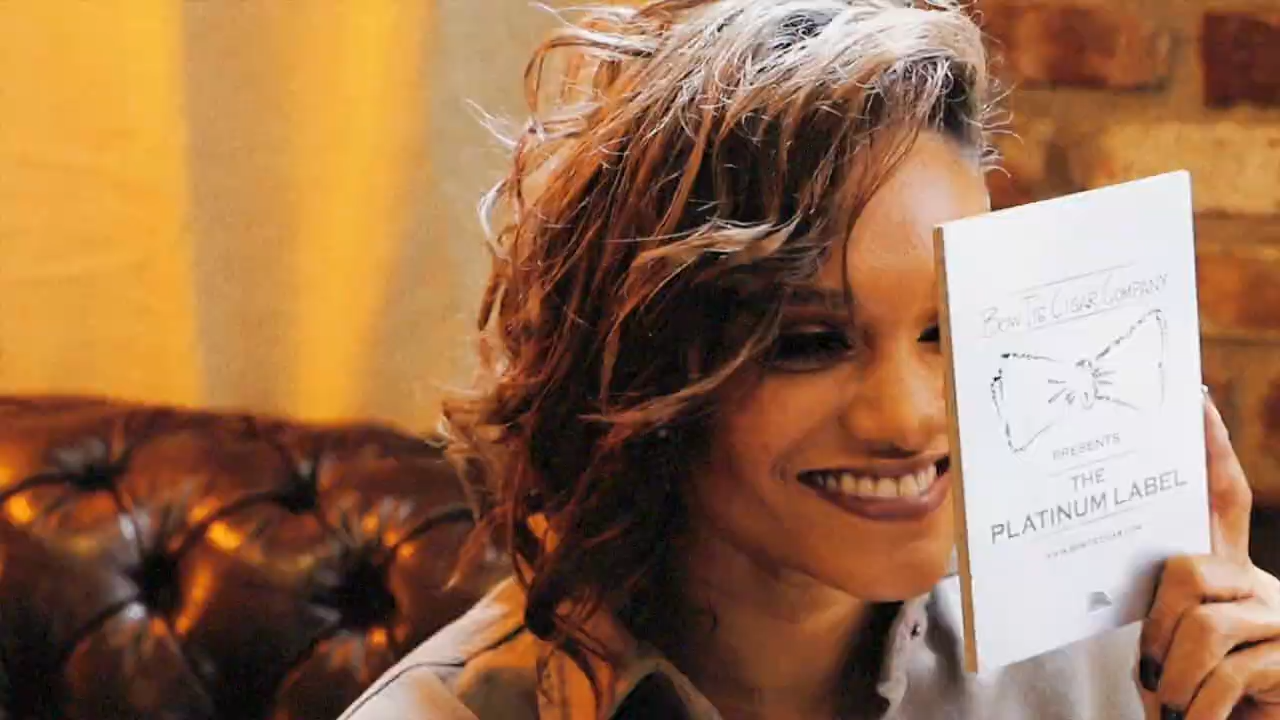 BOW TIE CIGAR COMPANY
PRESENTS
THE
PLATINUM LABEL